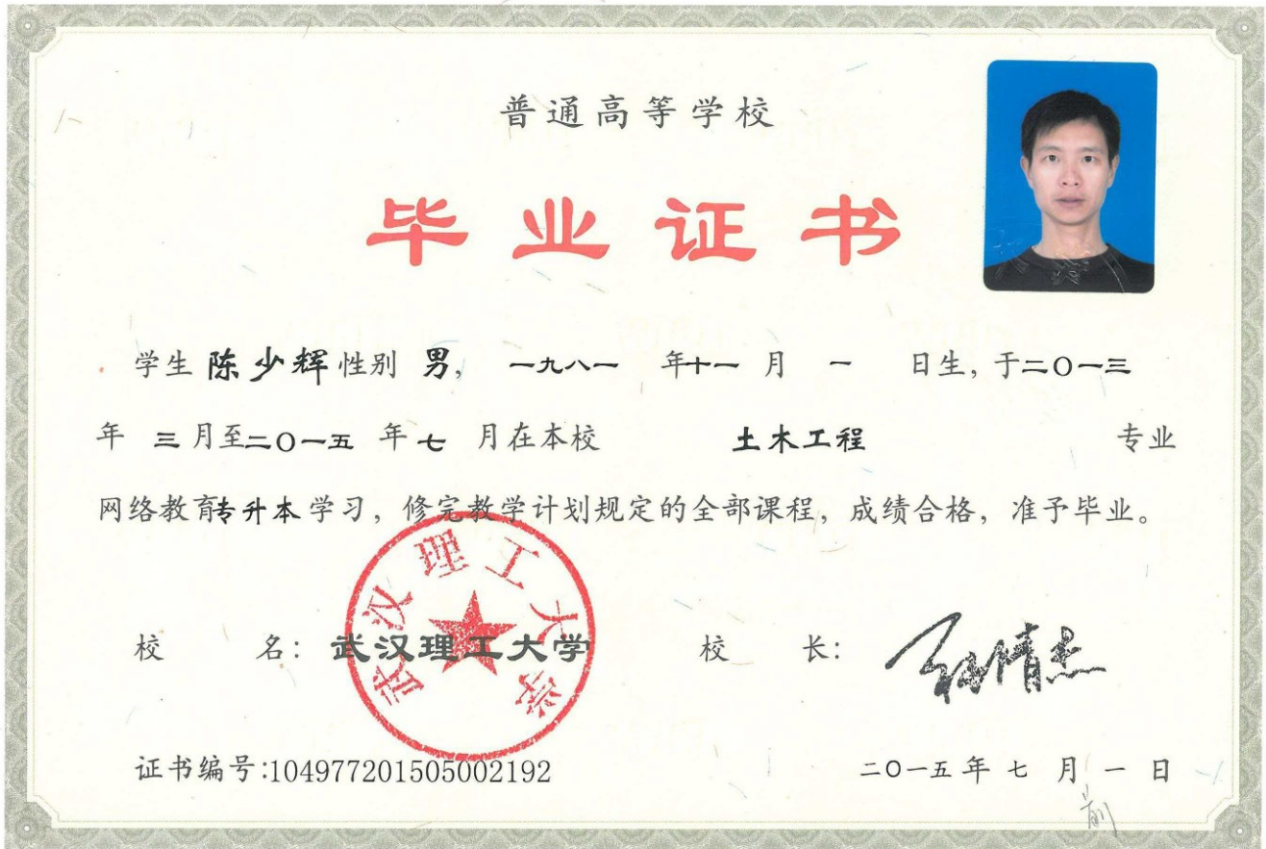 普通高等学校
毕业证书
学生 陈少辉 性别 男, 一九八一 年 十一 月 一 日生, 于二〇一三
年 三 月至二〇一五 年 七 月在本校 土木工程 专业
网络教育专升本学习, 修完教学计划规定的全部课程, 成绩合格, 准予毕业。
校 名: 武汉理工大学 校 长:
武汉理工大学
证书编号:104977201505002192 二〇一五 年 七 月 一 日